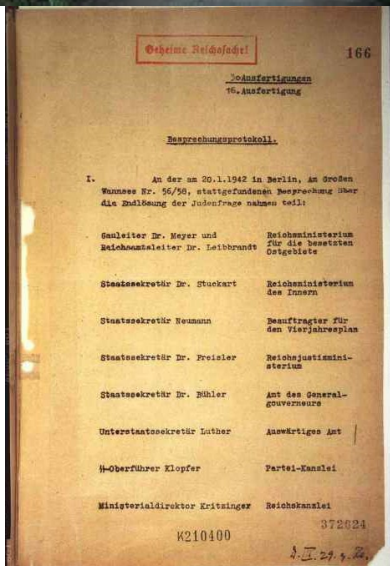 Geheime Reichssache!
166
30 Ausfertigungen
16. Ausfertigung
Besprechungsprotokoll.
I. An der am 20.1.1942 in Berlin, Am Großen
Wannsee Nr. 56/58, stattgefundenen Besprechung über
die Endlösung der Judenfrage nahmen teil:
Gauleiter Dr. Meyer und Reichsministerium
Reichsamtsleiter Dr. Leibbrandt für die besetzten
Ostgebiete
Staatssekretär Dr. Stuckart Reichsministerium
des Innern
Staatssekretär Neumann Beauftragter für
den Vierjahresplan
Staatssekretär Dr. Freisler Reichsjustizmini-
sterium
Staatssekretär Dr. Bühler Amt des General-
gouverneurs
Unterstaatssekretär Luther Auswärtiges Amt
SS-Oberführer Klopfer Partei-Kanzlei
Ministerialdirektor Kritzinger Reichskanzlei
372024
K210400